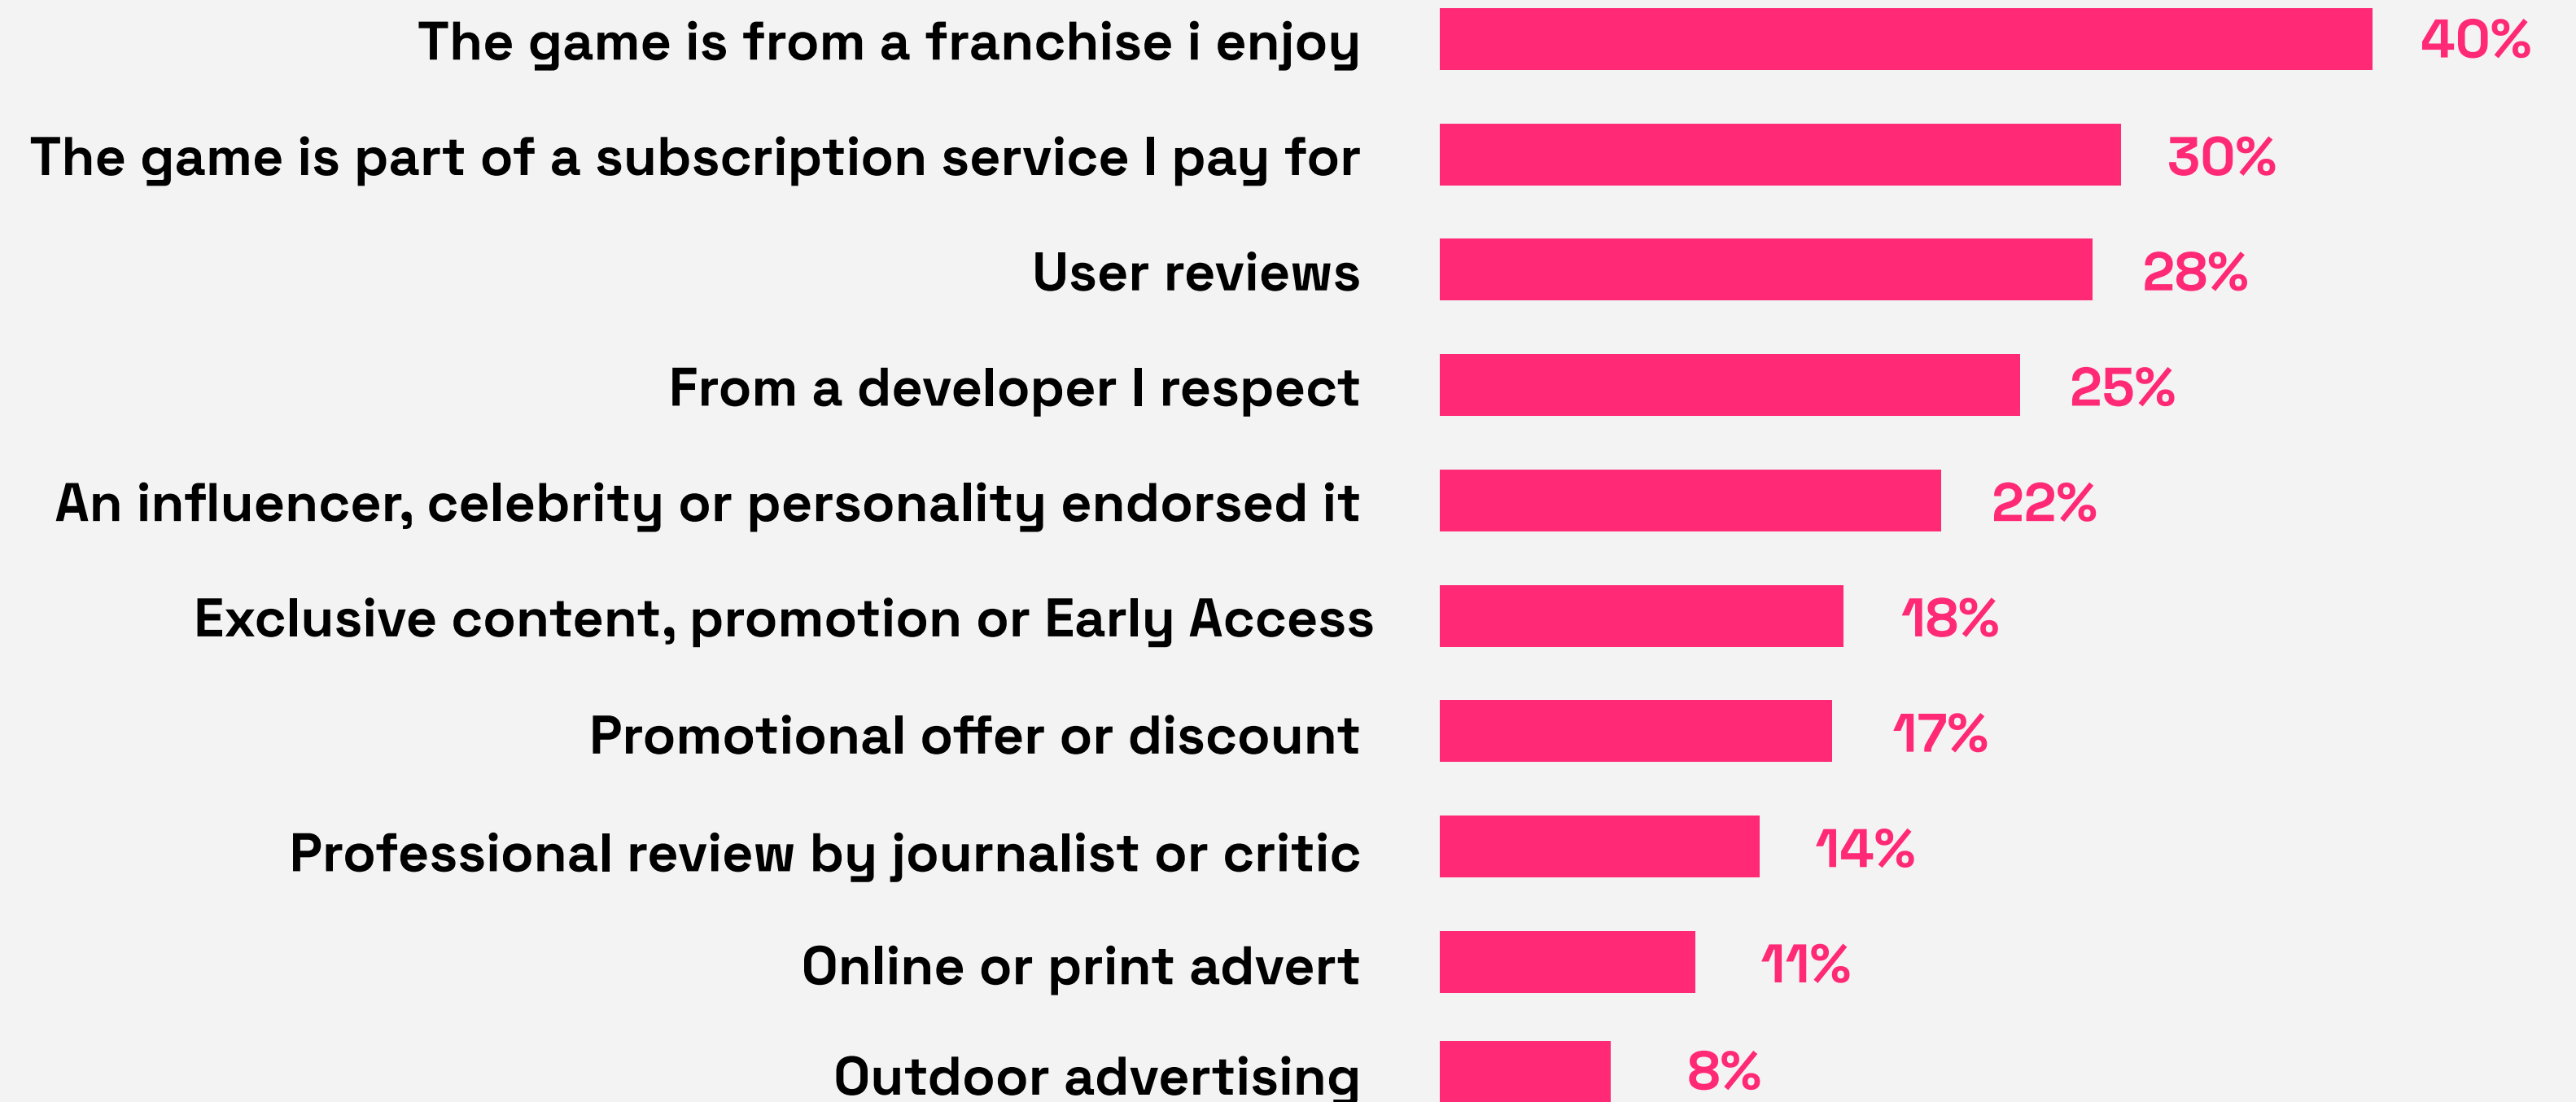 The game is from a franchise i enjoy 40%
The game is part of a subscription service I pay for 30%
User reviews 28%
From a developer I respect 25%
An influencer, celebrity or personality endorsed it 22%
Exclusive content, promotion or Early Access 18%
Promotional offer or discount 17%
Professional review by journalist or critic 14%
Online or print advert 11%
Outdoor advertising 8%